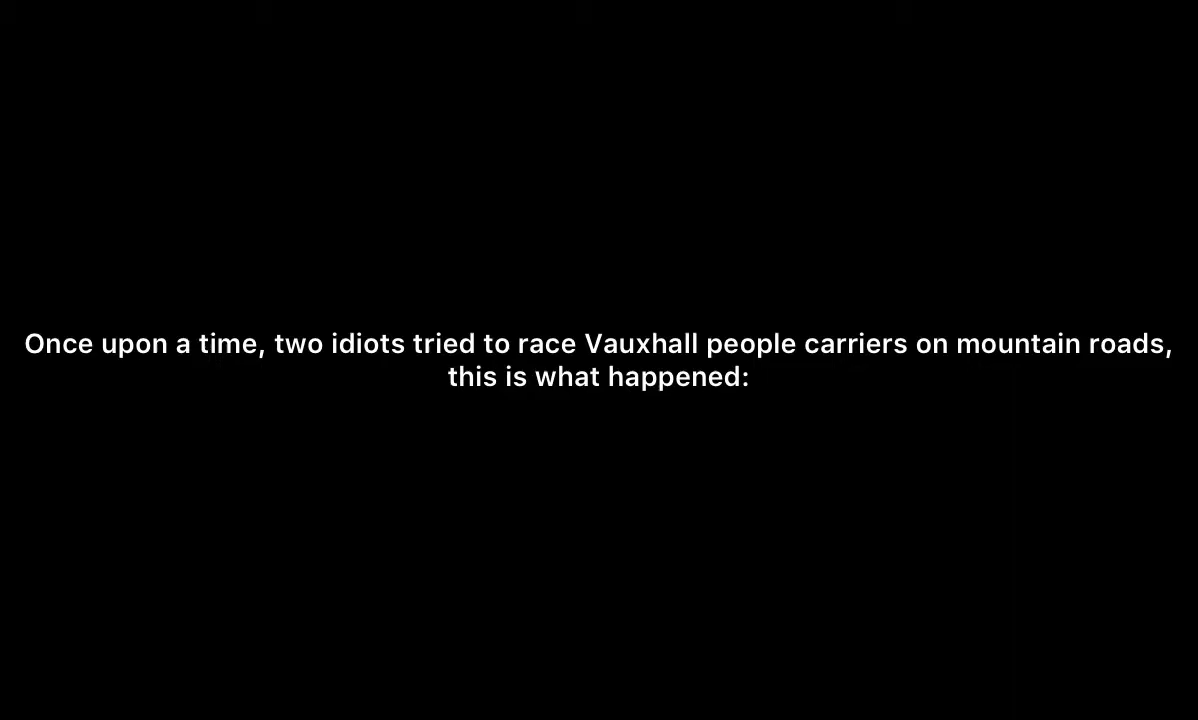 Once upon a time, two idiots tried to race Vauxhall people carriers on mountain roads,
this is what happened: